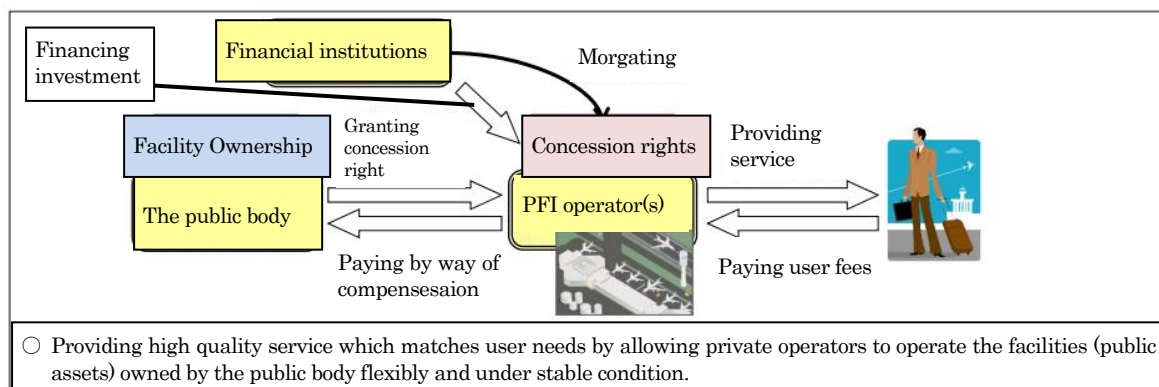 Financing
investment
Financial institutions
Morgating
Facility Ownership
Granting
concession
right
Concession rights
Providing
service
The public body
PFI operator(s)
Paying by way of
compensesaion
Paying user fees
○ Providing high quality service which matches user needs by allowing private operators to operate the facilities (public
assets) owned by the public body flexibly and under stable condition.